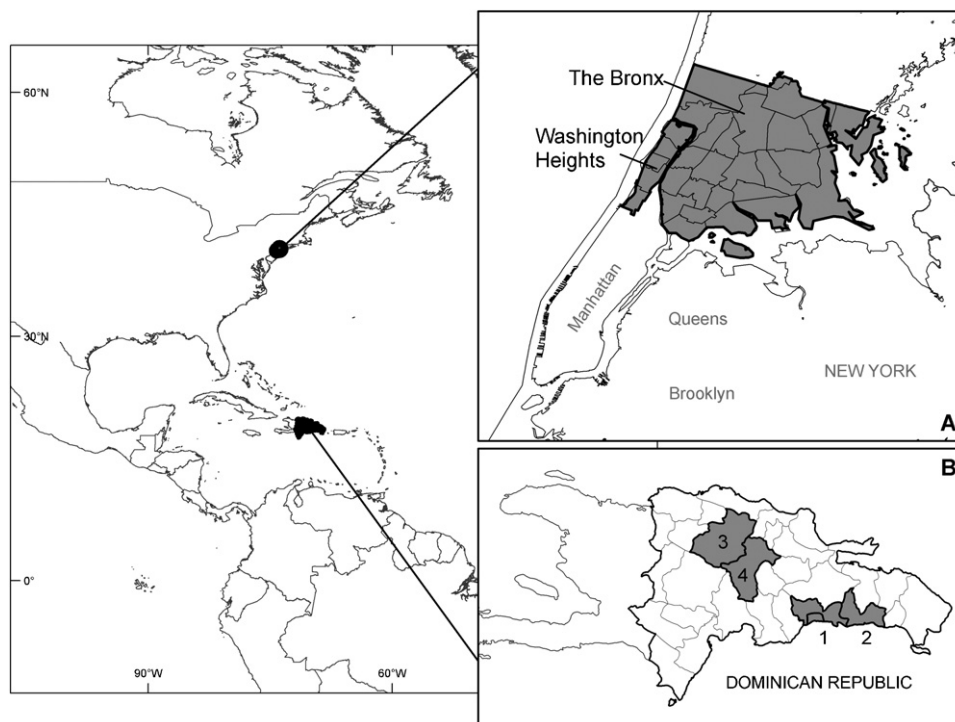 60°N
30°N
0°
90°W
60°W
The Bronx
Washington
Heights
Manhattan
Queens
Brooklyn
NEW YORK
A
B
3
4
1
2
DOMINICAN REPUBLIC